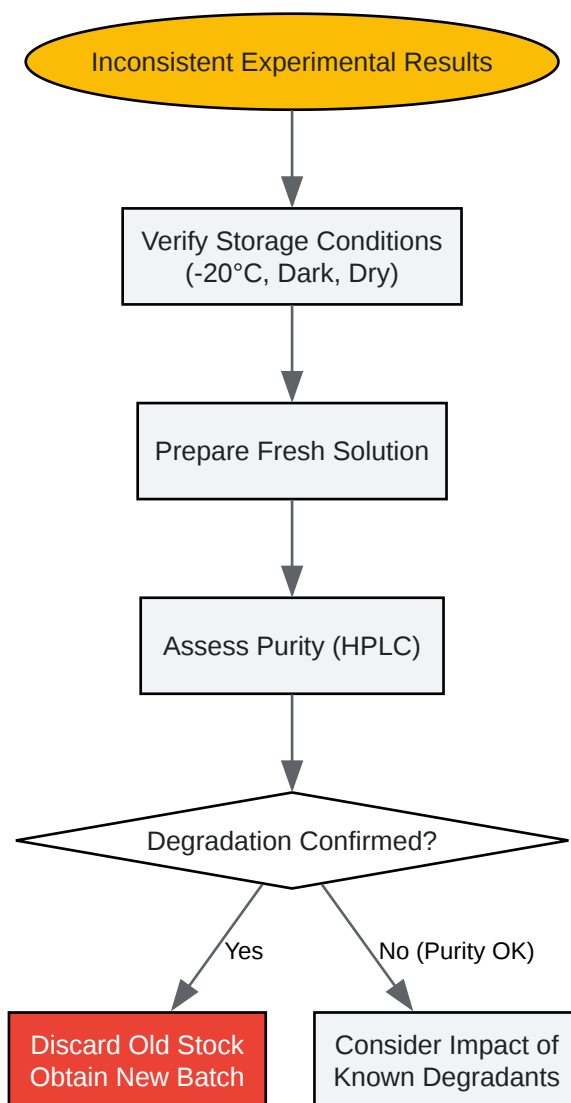 Inconsistent Experimental Results
Verify Storage Conditions
(-20°C, Dark, Dry)
Prepare Fresh Solution
Assess Purity (HPLC)
Degradation Confirmed?
Yes
No (Purity OK)
Discard Old Stock
Obtain New Batch
Consider Impact of
Known Degradants